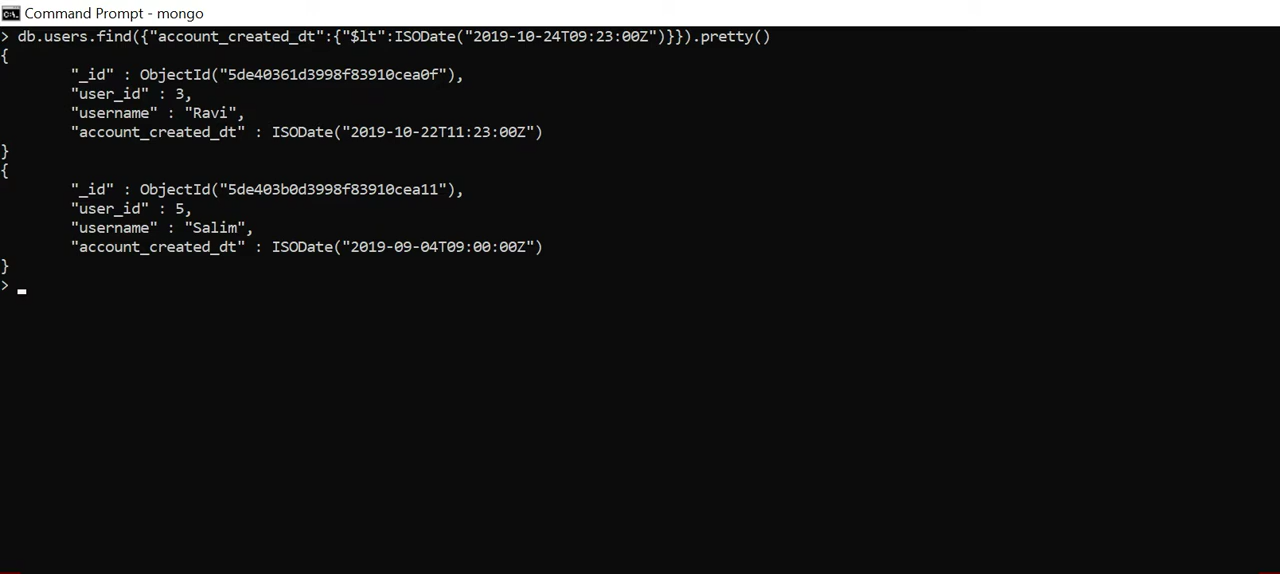 Command Prompt - mongo
> db.users.find({"account_created_dt":{"$lt":ISODate("2019-10-24T09:23:00Z")}}).pretty()
{
        "_id" : ObjectId("5de40361d3998f83910cea0f"),
        "user_id" : 3,
        "username" : "Ravi",
        "account_created_dt" : ISODate("2019-10-22T11:23:00Z")
}
{
        "_id" : ObjectId("5de403b0d3998f83910cea11"),
        "user_id" : 5,
        "username" : "Salim",
        "account_created_dt" : ISODate("2019-09-04T09:00:00Z")
}
>